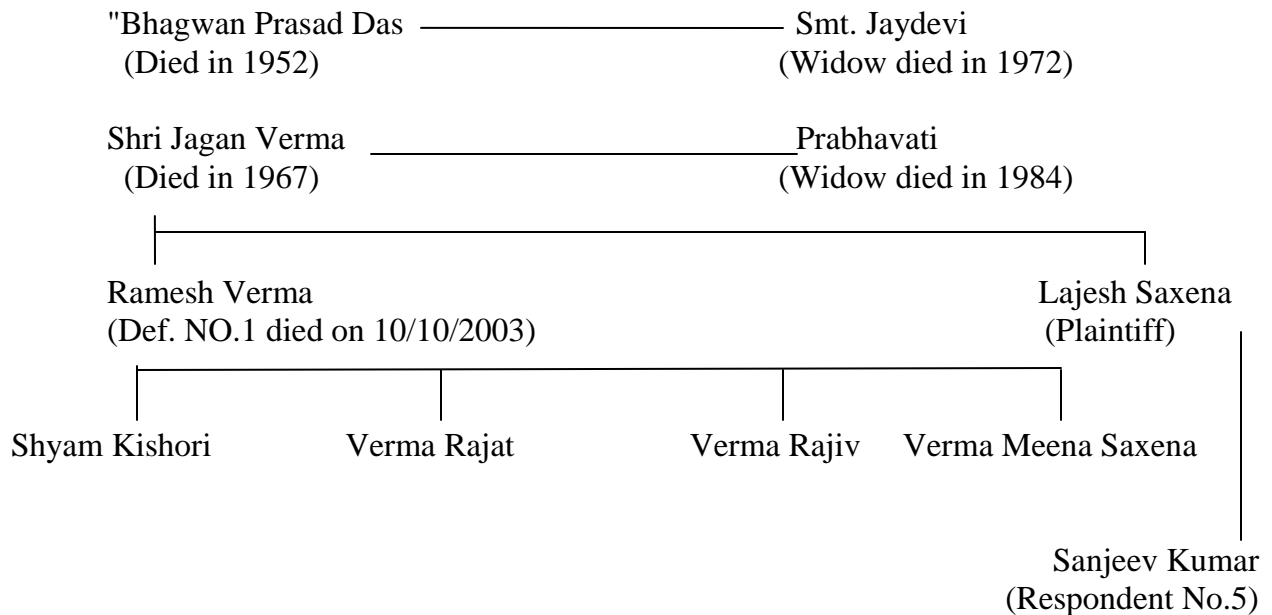 "Bhagwan Prasad Das Smt. Jaydevi
(Died in 1952) (Widow died in 1972)
Shri Jagan Verma Prabhavati
(Died in 1967) (Widow died in 1984)
Ramesh Verma Lajesh Saxena
(Def. NO.1 died on 10/10/2003) (Plaintiff)
Shyam Kishori Verma Rajat Verma Rajiv Verma Meena Saxena
Sanjeev Kumar
(Respondent No.5)